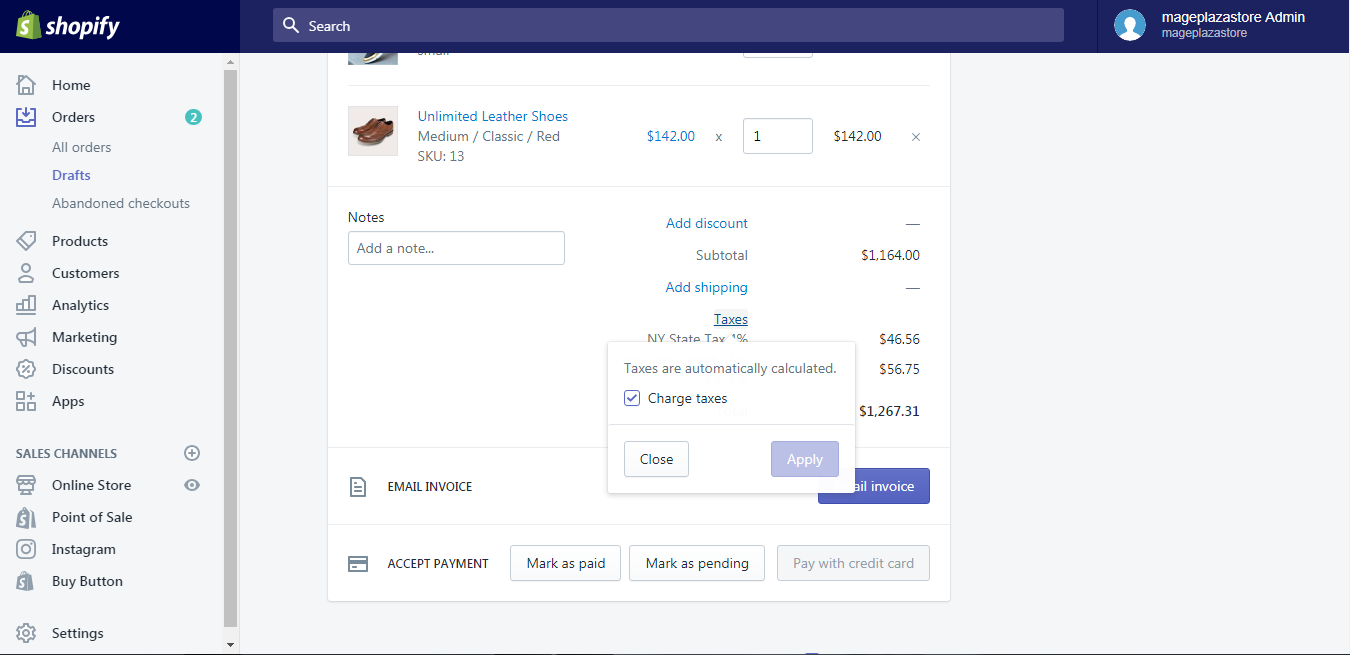 shopify
Search
mageplazastore Admin
mageplazastore
Home
Orders
2
All orders
Drafts
Abandoned checkouts
Products
Customers
Analytics
Marketing
Discounts
Apps
SALES CHANNELS
Online Store
Point of Sale
Instagram
Buy Button
Settings
Small
Unlimited Leather Shoes
Medium / Classic / Red
SKU: 13
$142.00 x 1 $142.00 ×
Notes
Add a note...
Add discount —
Subtotal $1,164.00
Add shipping —
Taxes
NY State Tax 4% $46.56
$56.75
$1,267.31
Taxes are automatically calculated.
Charge taxes
Close Apply
EMAIL INVOICE
ail invoice
ACCEPT PAYMENT Mark as paid Mark as pending Pay with credit card